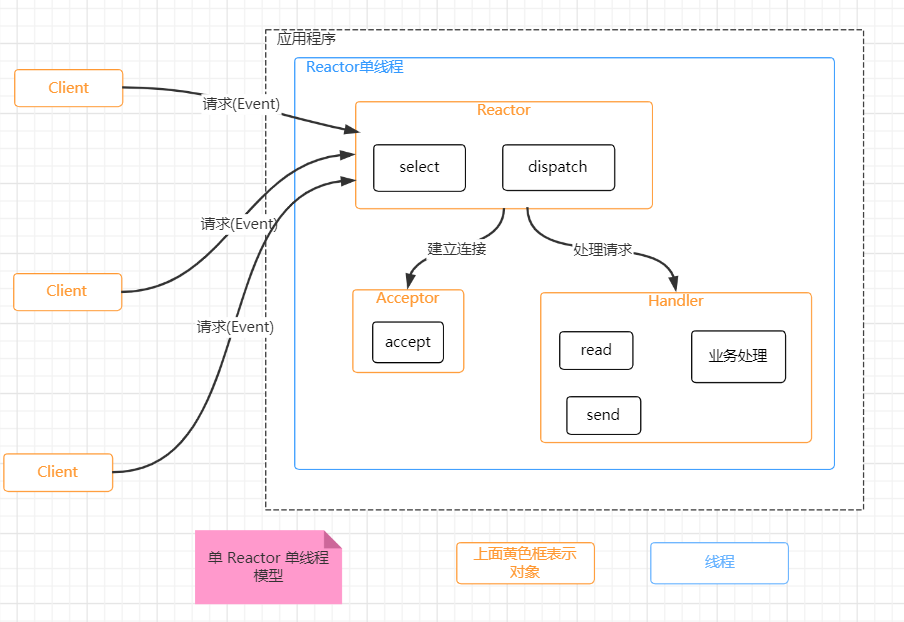 应用程序
Reactor单线程
Client
请求(Event)
Reactor
select
dispatch
请求(Event)
建立连接
处理请求
Client
Acceptor
accept
Handler
请求(Event)
read
业务处理
send
Client
单 Reactor 单线程
模型
上面黄色框表示
对象
线程